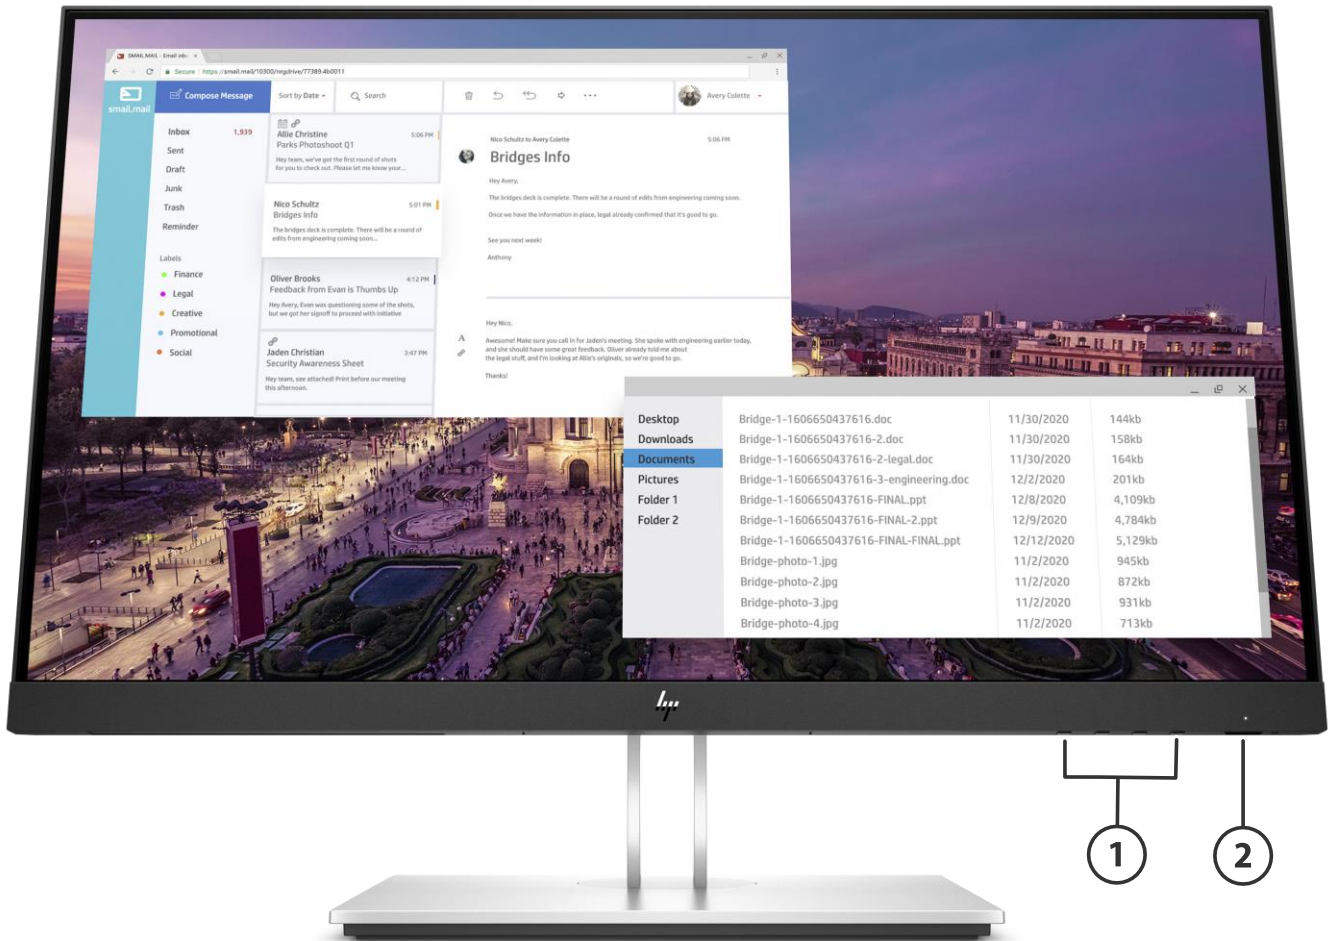 SMAIL.MAIL - Email inb-
Secure
https://smeil.mail/10300/regdrive/77389.4b0011
smail.mail
Compose Message
Sort by Date
Search
Avery Colette
Inbox 1,939
Sent
Draft
Junk
Trash
Reminder
Labels
Finance
Legal
Creative
Promotional
Social
Allie Christine 5:06 PM
Parks Photoshoot Q1
Hey team, we've got the first round of shots
for you to check out. Please let me know your...
Nico Schultz 5:01 PM
Bridges info
The bridges deck is complete. There will be a round of
edits from engineering coming soon...
Oliver Brooks 4:12 PM
Feedback from Evan is Thumbs Up
Hey Avery, Evan was questioning some of the shots,
but we got her signoff to proceed with initiative
Jaden Christian 3:47 PM
Security Awareness Sheet
Hey team, see attached! Print before our meeting
this afternoon.
Nico Schultz to Avery Colette 5:06 PM
Bridges Info
Hey Avery,
The bridges deck is complete. There will be a round of edits from engineering coming soon.
Once we have the information in place, legal already confirmed that it's good to go.
See you next week!
Anthony
Hey Nico,
A
Awesome! Make sure you call in for Jaden's meeting. She spoke with engineering earlier today,
and she should have some great feedback. Oliver already told me about
the legal stuff, and I'm looking at Allie's originals, so we're good to go.
Thanks!
Desktop
Downloads
Documents
Pictures
Folder 1
Folder 2
Bridge-1-1606650437616.doc 11/30/2020 144kb
Bridge-1-1606650437616-2.doc 11/30/2020 158kb
Bridge-1-1606650437616-2-legal.doc 11/30/2020 164kb
Bridge-1-1606650437616-3-engineering.doc 12/2/2020 201kb
Bridge-1-1606650437616-FINAL.ppt 12/8/2020 4,109kb
Bridge-1-1606650437616-FINAL-2.ppt 12/9/2020 4,784kb
Bridge-1-1606650437616-FINAL-FINAL.ppt 12/12/2020 5,129kb
Bridge-photo-1.jpg 11/2/2020 945kb
Bridge-photo-2.jpg 11/2/2020 872kb
Bridge-photo-3.jpg 11/2/2020 931kb
Bridge-photo-4.jpg 11/2/2020 713kb
hp
1
2